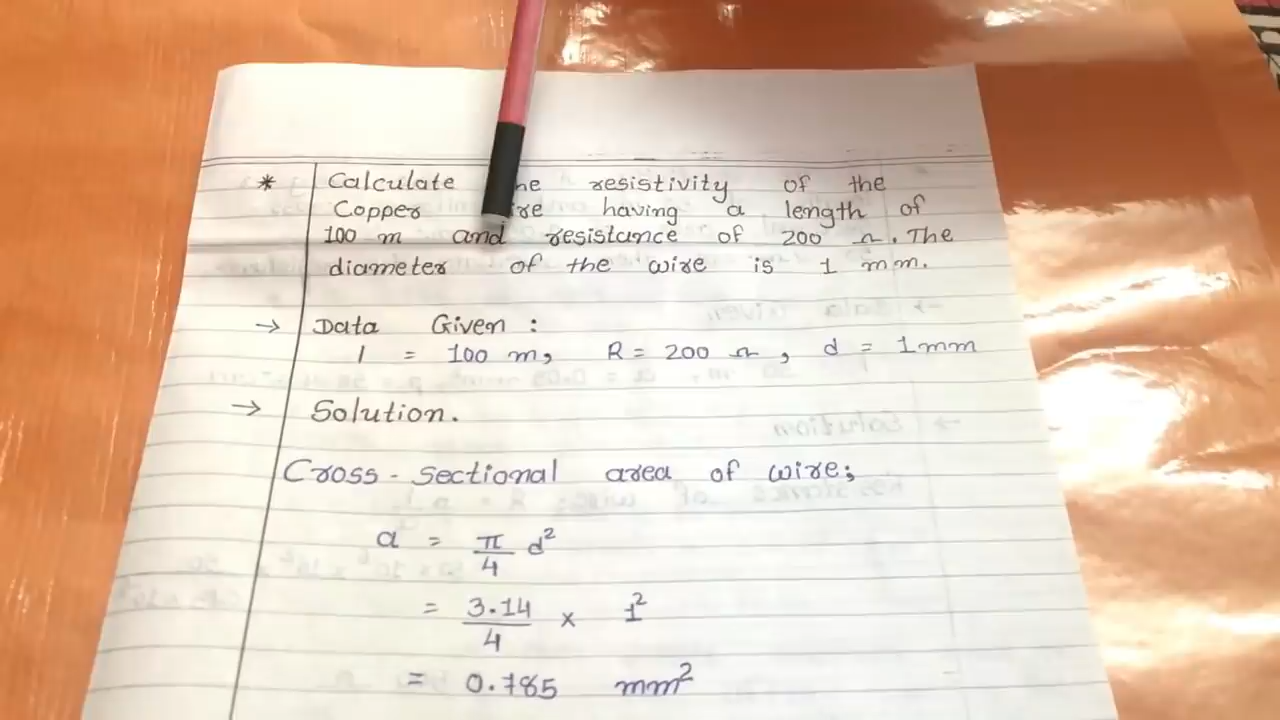 * Calculate he resistivity of the
Copper ire having a length of
100 m and resistance of 200 Ω. The
diameter of the wire is 1 mm.
→ Data Given :
l = 100 m, R = 200 Ω, d = 1mm
→ Solution.
Cross-sectional area of wire;
a = π/4 d²
= 3.14/4 × 1²
= 0.785 mm²